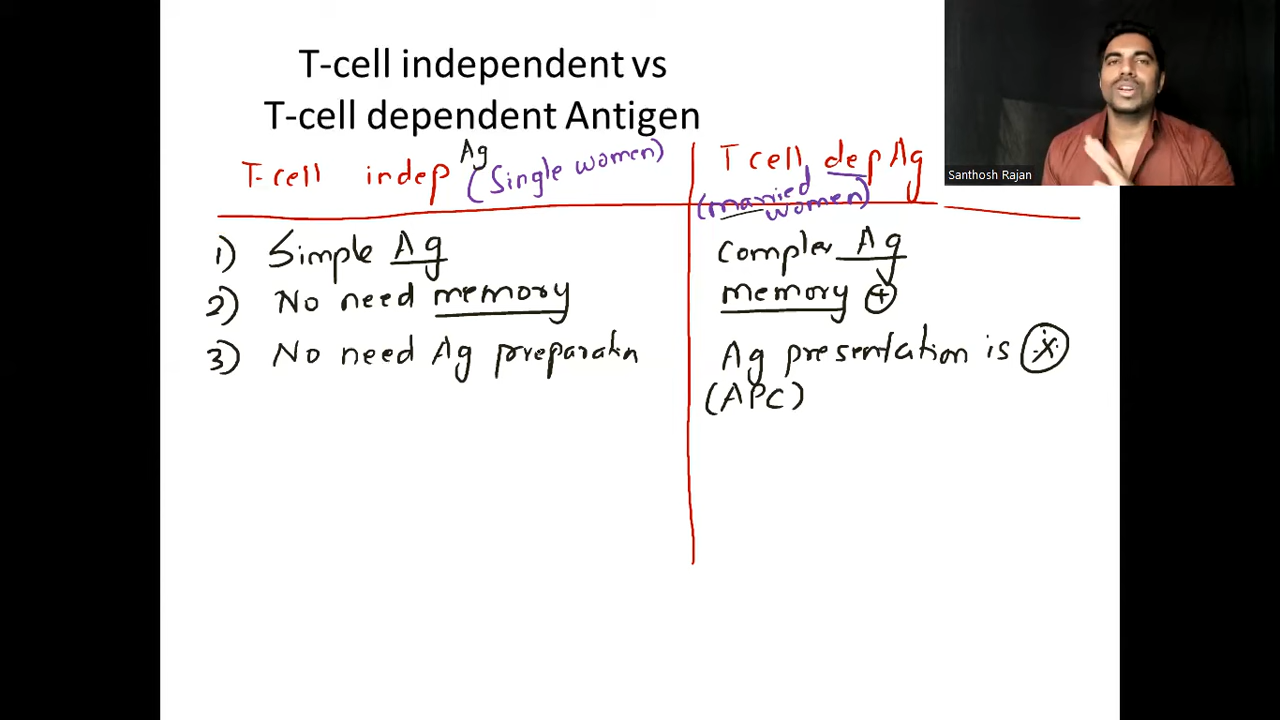 T-cell independent vs
T-cell dependent Antigen
T-cell indep Ag (Single women)
T cell dep Ag
(married women)
1) Simple Ag
Complex Ag
2) No need memory
memory +
3) No need Ag preparatn
Ag presentation is
(APC)
Santhosh Rajan